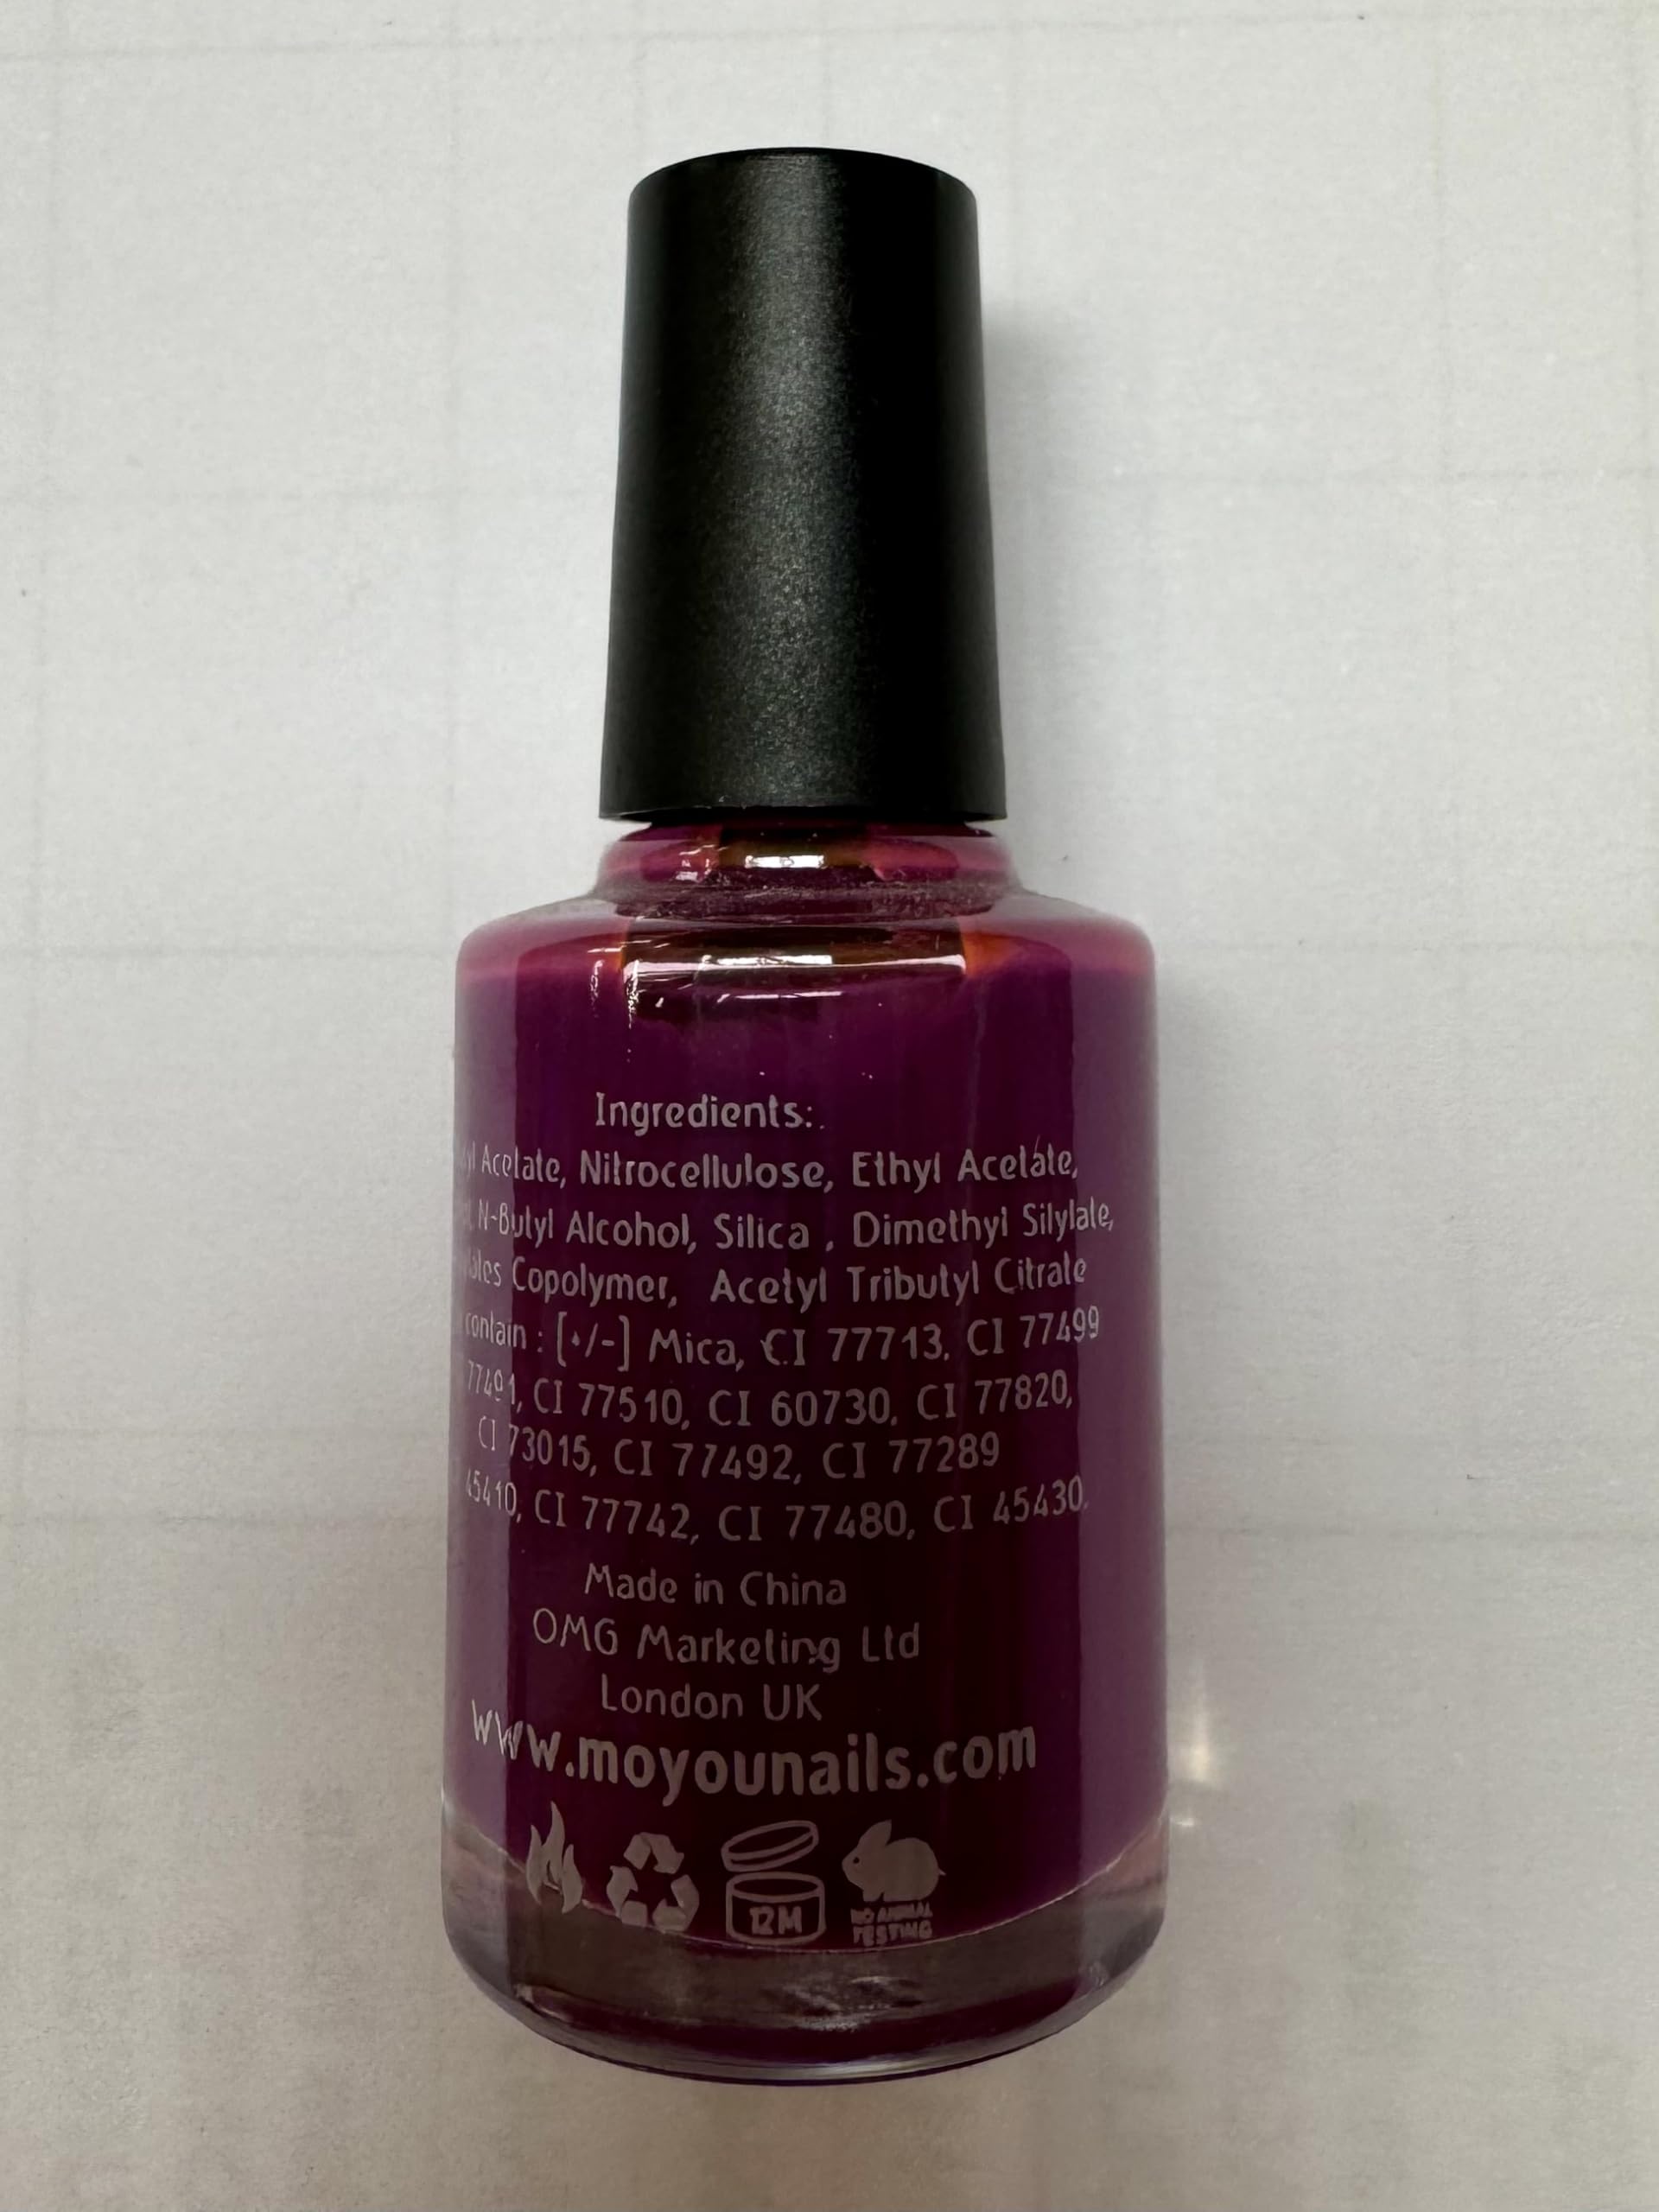 Ingredients:
Acetate, Nitrocellulose, Ethyl Acetate,
N-Butyl Alcohol, Silica , Dimethyl Silylate,
Copolymer, Acetyl Tributyl Citrate
contain : [+/-] Mica, CI 77713, CI 77499
77491, CI 77510, CI 60730, CI 77820,
CI 73015, CI 77492, CI 77289
45410, CI 77742, CI 77480, CI 45430.
Made in China
OMG Marketing Ltd
London UK
www.moyounails.com
12M
NO ANIMAL
TESTING